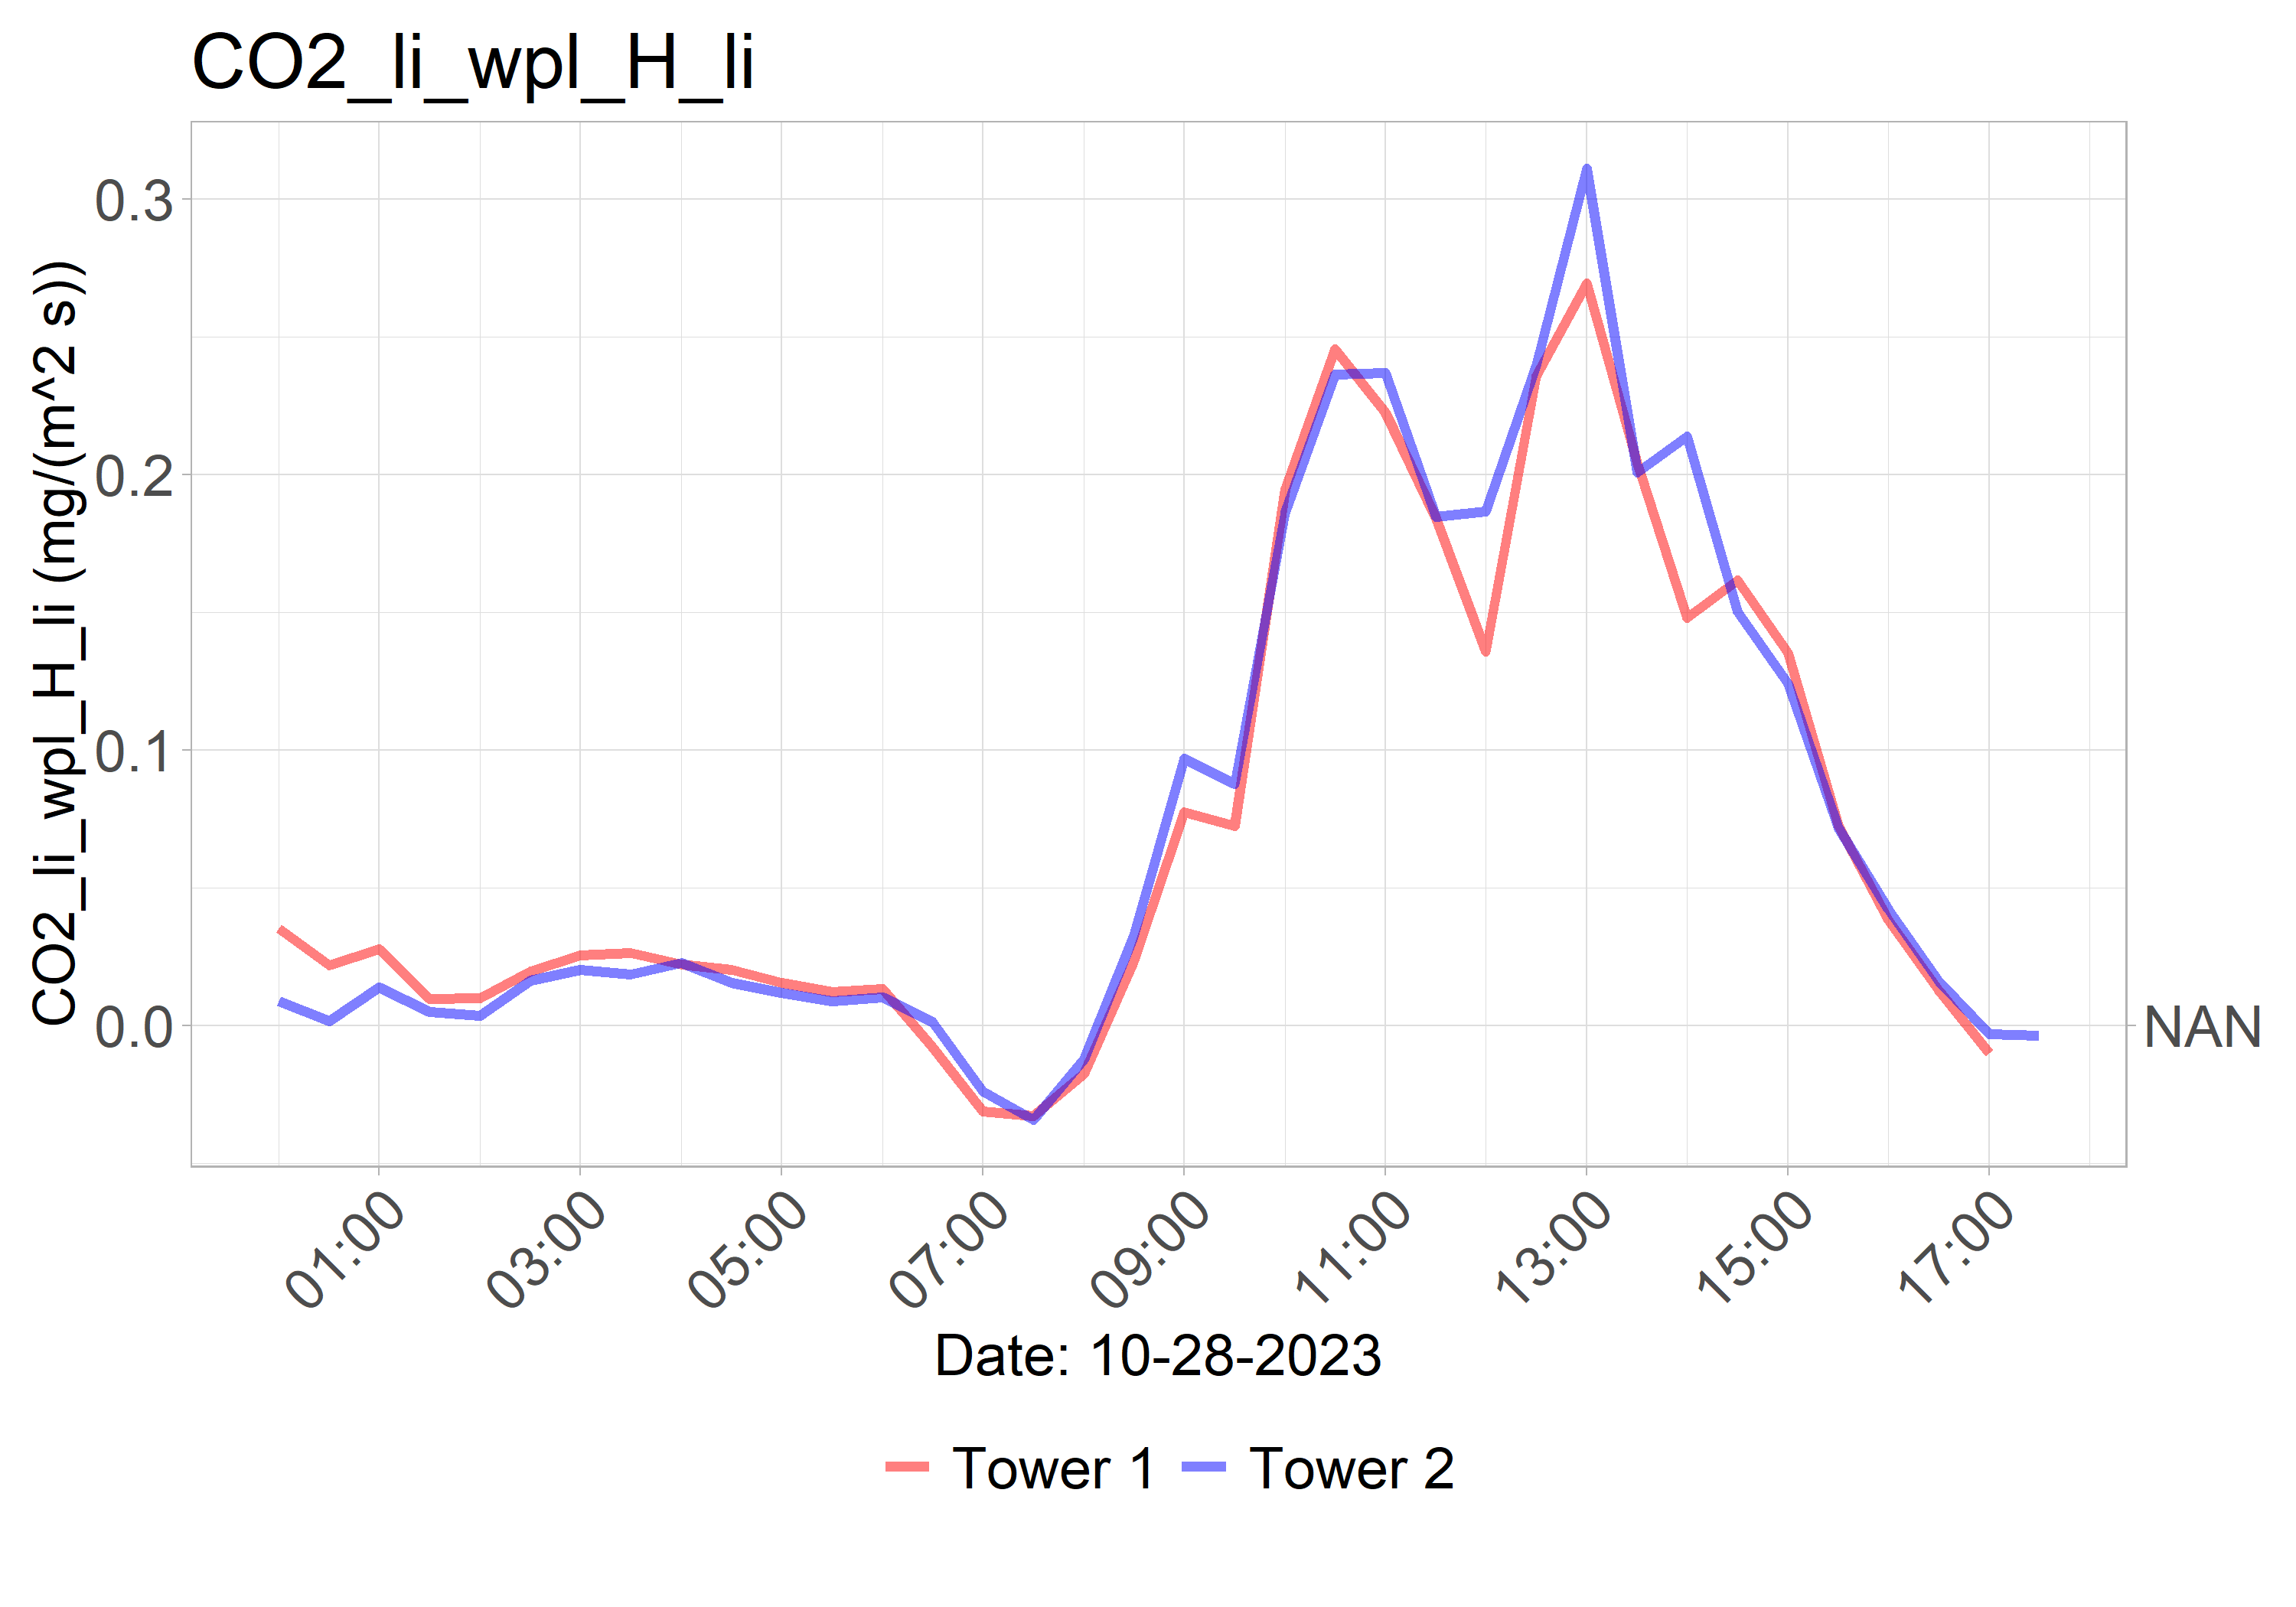 CO2_li_wpl_H_li
CO2_li_wpl_H_li (mg/(m^2 s))
0.3
0.2
0.1
0.0
NAN
01:00
03:00
05:00
07:00
09:00
11:00
13:00
15:00
17:00
Date: 10-28-2023
Tower 1
Tower 2